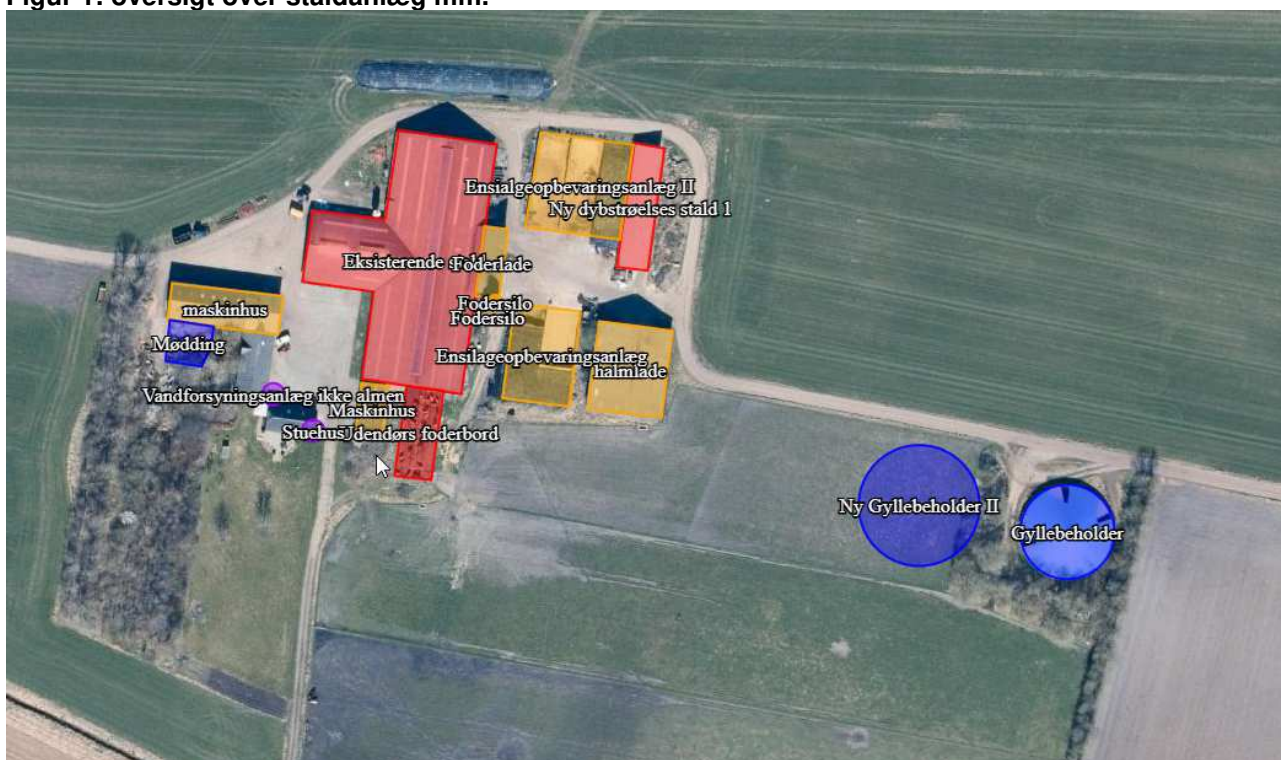 Figur 1: oversigt over staldanlæg mm.
Ensialgeopbevaringsanlæg II
Ny dybstrøelses stald 1
Eksisterende s
Foderlade
Fodersilo
Fodersilo
maskinhus
Mødding
Ensilageopbevaringsanlæg
halmlade
Vandforsyningsanlæg ikke almen
Maskinhus
Stuehus
Udendørs foderbord
Ny Gyllebeholder II
Gyllebeholder